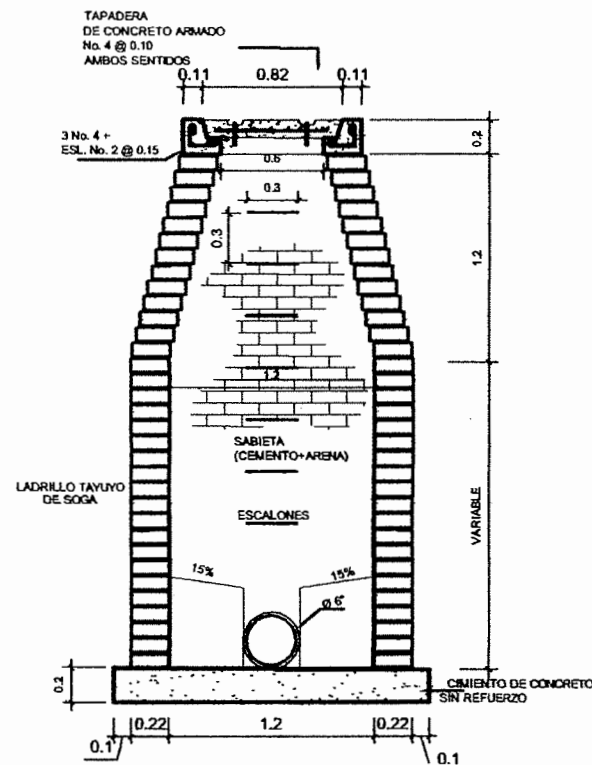 TAPADERA
DE CONCRETO ARMADO
No. 4 @ 0.10
AMBOS SENTIDOS
0.11 0.82 0.11
3 No. 4 +
ESL. No. 2 @ 0.15
0.2
0.6
0.3
0.3
1.2
1.2
SABIETA
(CEMENTO+ARENA)
LADRILLO TAYUYO
DE SOGA
ESCALONES
VARIABLE
15% 15%
Ø 6"
0.2
CIMIENTO DE CONCRETO
SIN REFUERZO
0.22 1.2 0.22
0.1 0.1